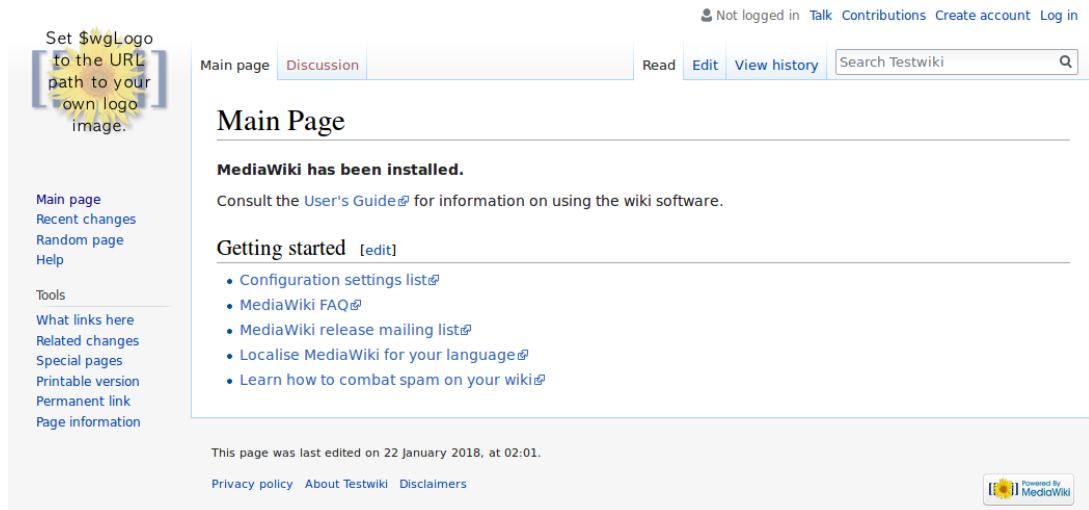 Not logged in Talk Contributions Create account Log in
Set $wgLogo
to the URL
path to your
own logo
image.
Main page Discussion Read Edit View history Search Testwiki
Main Page
MediaWiki has been installed.
Consult the User's Guide for information on using the wiki software.
Getting started [edit]
Configuration settings list
MediaWiki FAQ
MediaWiki release mailing list
Localise MediaWiki for your language
Learn how to combat spam on your wiki
Main page
Recent changes
Random page
Help
Tools
What links here
Related changes
Special pages
Printable version
Permanent link
Page information
This page was last edited on 22 January 2018, at 02:01.
Privacy policy About Testwiki Disclaimers
Powered By
MediaWiki